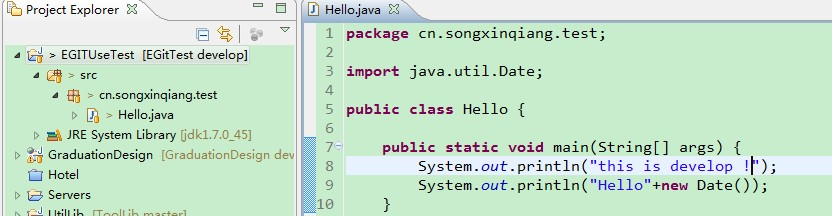 Project Explorer
> EGITUseTest [EGitTest develop]
> src
> cn.songxinqiang.test
> Hello.java
JRE System Library [jdk1.7.0_45]
GraduationDesign [GraduationDesign dev
Hotel
Servers
UtilLib [ToolLib master]
Hello.java
1 package cn.songxinqiang.test;
2
3 import java.util.Date;
4
5 public class Hello {
6
7 public static void main(String[] args) {
8 System.out.println("this is develop !");
9 System.out.println("Hello"+new Date());
10 }